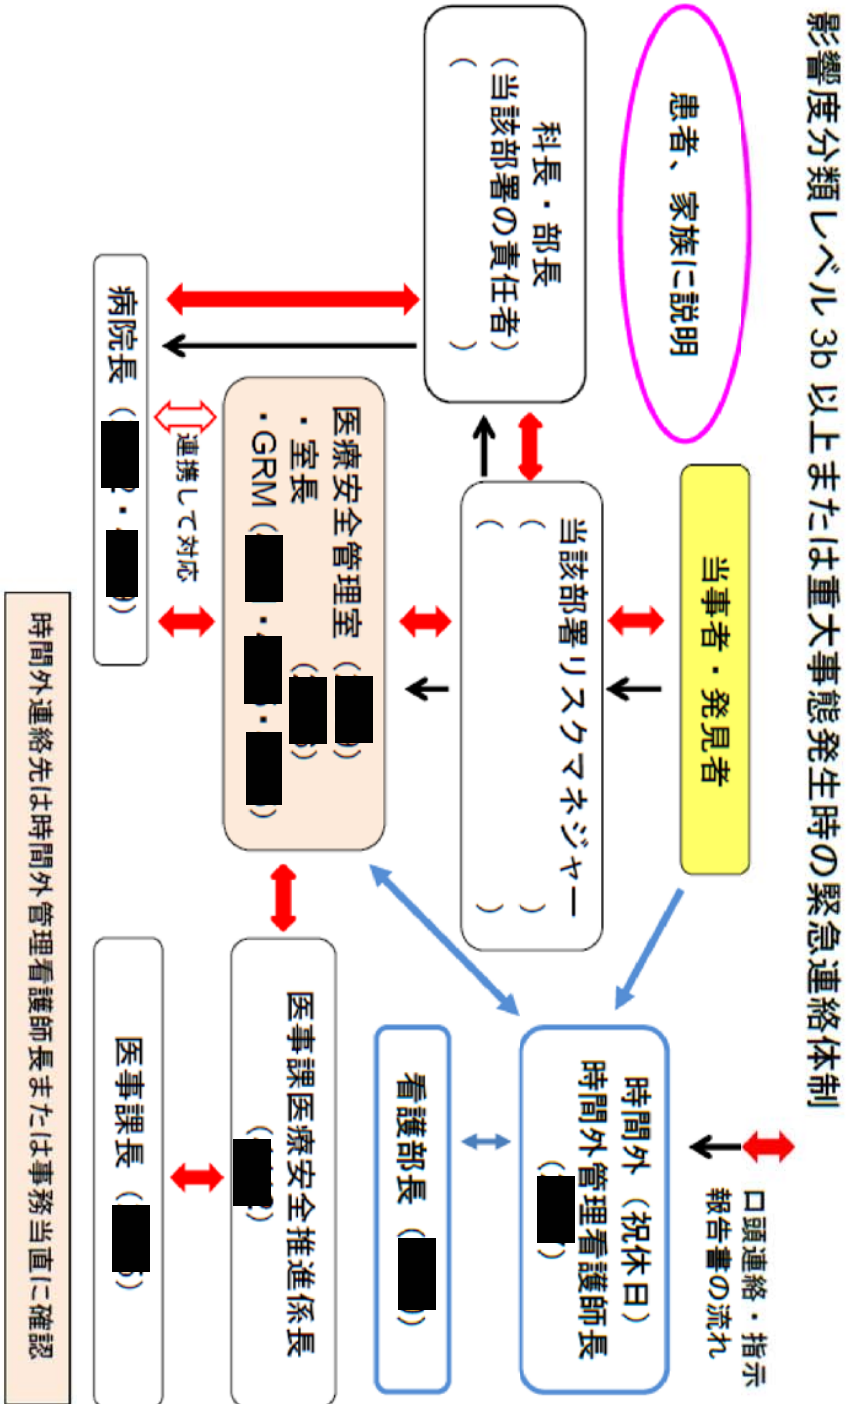 影響度分類レベル 3b 以上または重大事態発生時の緊急連絡体制
患者、家族に説明
当事者・発見者
口頭連絡・指示
報告書の流れ
科長・部長
（当該部署の責任者）
（　　　　　　　）
当該部署リスクマネジャー
（　　　　　　　　　　）
（　　　　　　　　　　）
時間外（祝休日）
時間外管理看護師長
（　　）
看護部長（　　）
医療安全管理室（　　）
・室長　　　　（　　）
・GRM（　　・　　・　　）
連携して対応
病院長（　　・　　）
医事課医療安全推進係長
（　　）
医事課長（　　）
時間外連絡先は時間外管理看護師長または事務当直に確認